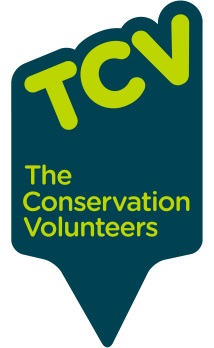 TCV
The
Conservation
Volunteers